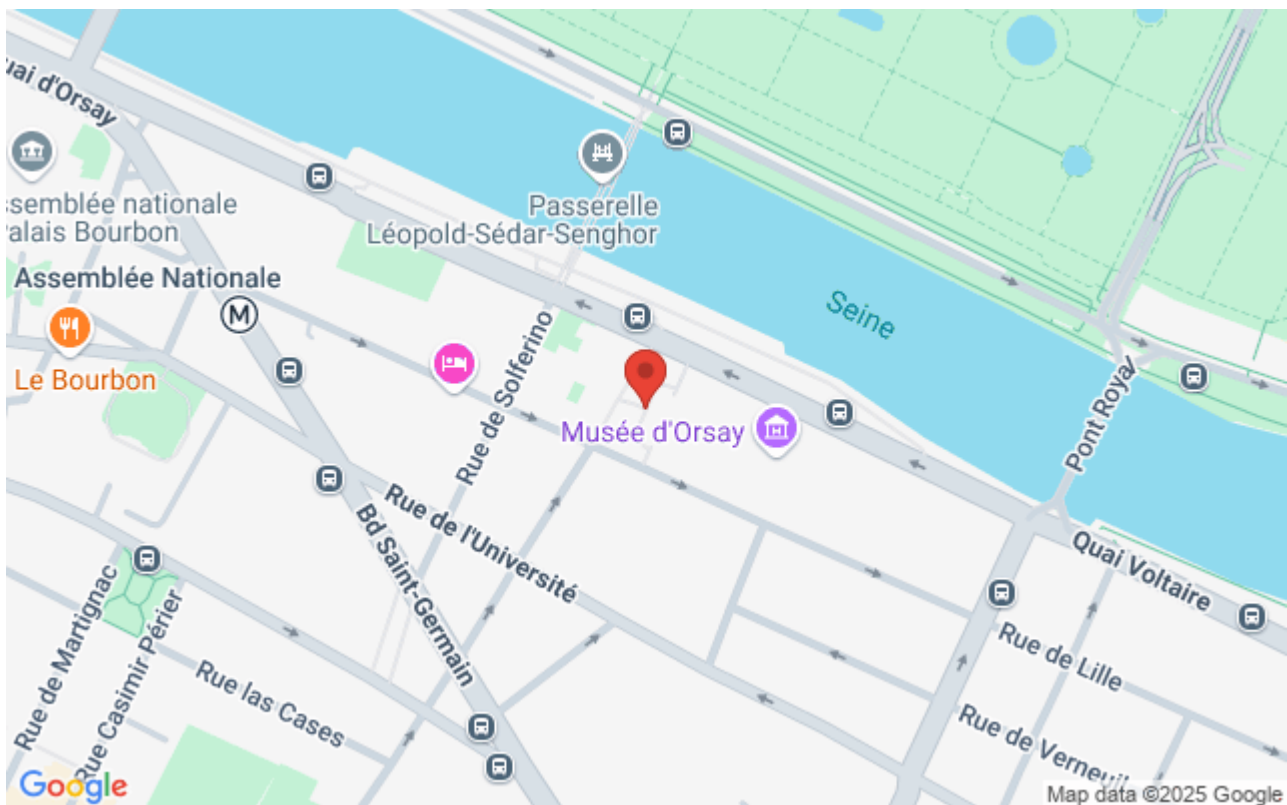 uai d'Orsay
ssemblée nationale
Palais Bourbon
Assemblée Nationale
M
Le Bourbon
Passerelle
Léopold-Sédar-Senghor
Seine
Rue de Solferino
Musée d'Orsay
Pont Royal
Quai Voltaire
Rue de l'Université
Bd Saint-Germain
Rue de Martignac
Rue Casimir Périer
Rue las Cases
Rue de Lille
Rue de Verneuil
Google
Map data ©2025 Google